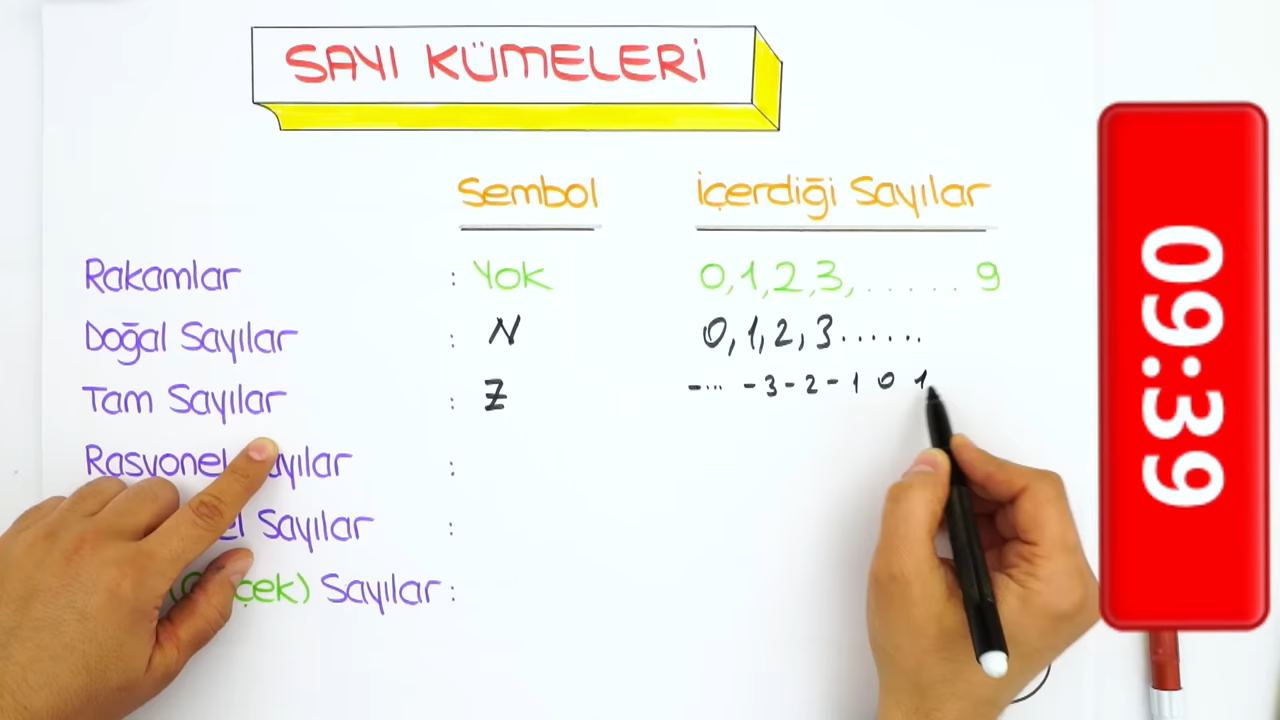 SAYI KÜMELERİ
Sembol İçerdiği Sayılar
Rakamlar : Yok 0,1,2,3,...... 9
Doğal Sayılar : N 0,1,2,3......
Tam Sayılar : Z -... -3 -2 -1 0 1
Rasyonel Sayılar :
Sayılar :
Sayılar :
09:39